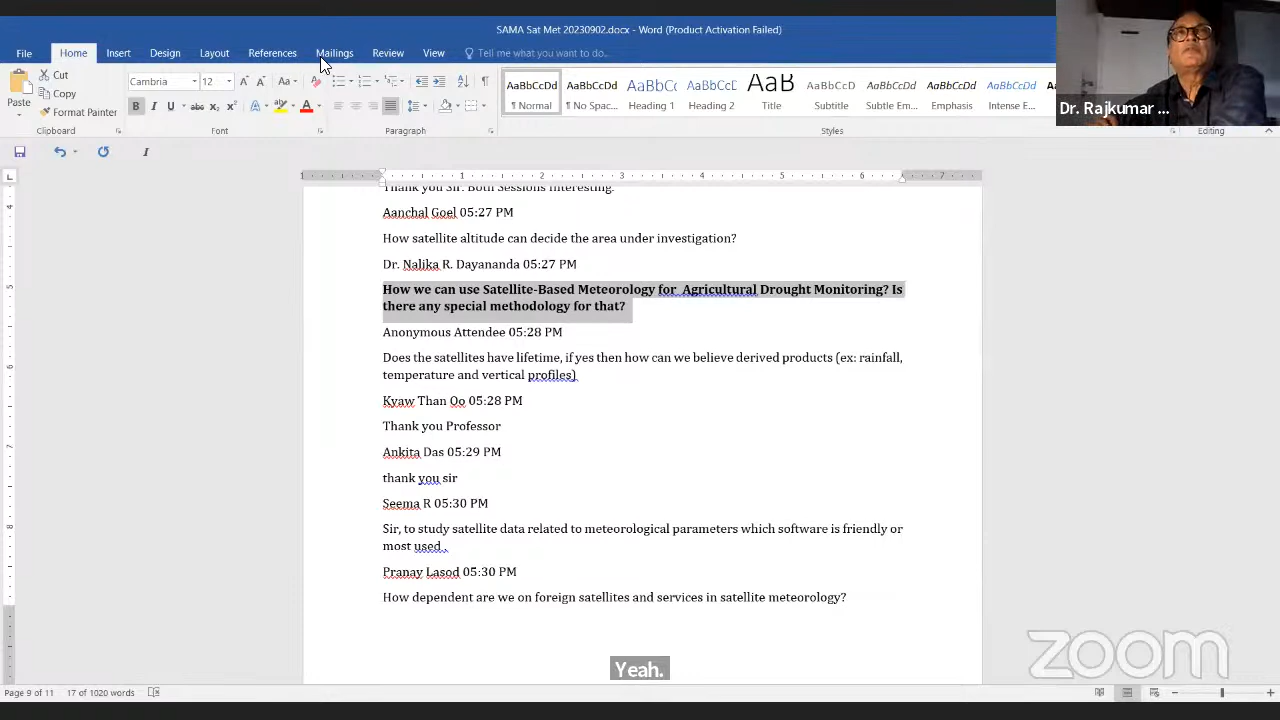 SAMA Sat Met 20230902.docx - Word (Product Activation Failed)
File Home Insert Design Layout References Mailings Review View Tell me what you want to do...
Paste Cut Copy Format Painter
Cambria 12
AaBbCcDd AaBbCcDd AaBbCc AaBbCcE AaB AaBbCcD AaBbCcDd AaBbCcDd AaBbCcDd
¶ Normal ¶ No Spac... Heading 1 Heading 2 Title Subtitle Subtle Em... Emphasis Intense E...
Clipboard Font Paragraph Styles Editing
Dr. Rajkumar ...
Thank you Sir. Both Sessions interesting.
Aanchal Goel 05:27 PM
How satellite altitude can decide the area under investigation?
Dr. Nalika R. Dayananda 05:27 PM
How we can use Satellite-Based Meteorology for Agricultural Drought Monitoring? Is
there any special methodology for that?
Anonymous Attendee 05:28 PM
Does the satellites have lifetime, if yes then how can we believe derived products (ex: rainfall,
temperature and vertical profiles)
Kyaw Than Oo 05:28 PM
Thank you Professor
Ankita Das 05:29 PM
thank you sir
Seema R 05:30 PM
Sir, to study satellite data related to meteorological parameters which software is friendly or
most used..
Pranay Lasod 05:30 PM
How dependent are we on foreign satellites and services in satellite meteorology?
zoom
Yeah.
Page 9 of 11 17 of 1020 words